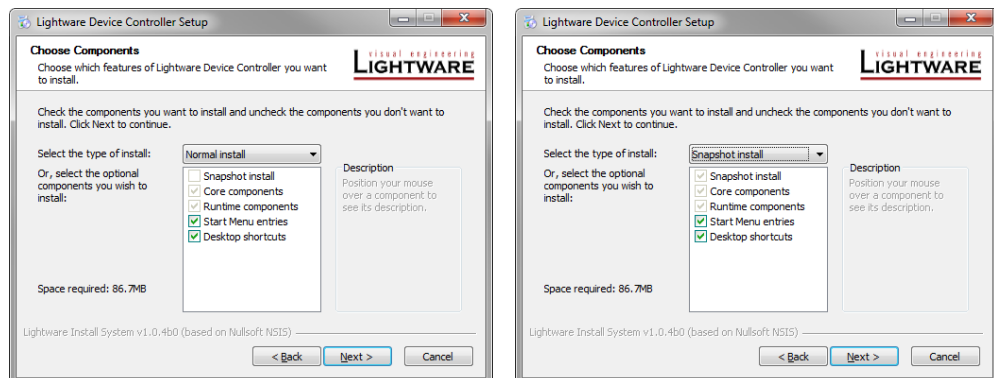 Lightware Device Controller Setup
Choose Components
Choose which features of Lightware Device Controller you want
to install.
visual engineering
LIGHTWARE
Check the components you want to install and uncheck the components you don't want to
install. Click Next to continue.
Select the type of install:
Normal install
Or, select the optional
components you wish to
install:
Snapshot install
Core components
Runtime components
Start Menu entries
Desktop shortcuts
Description
Position your mouse
over a component to
see its description.
Space required: 86.7MB
Lightware Install System v1.0.4b0 (based on Nullsoft NSIS)
< Back
Next >
Cancel
Lightware Device Controller Setup
Choose Components
Choose which features of Lightware Device Controller you want
to install.
visual engineering
LIGHTWARE
Check the components you want to install and uncheck the components you don't want to
install. Click Next to continue.
Select the type of install:
Snapshot install
Or, select the optional
components you wish to
install:
Snapshot install
Core components
Runtime components
Start Menu entries
Desktop shortcuts
Description
Position your mouse
over a component to
see its description.
Space required: 86.7MB
Lightware Install System v1.0.4b0 (based on Nullsoft NSIS)
< Back
Next >
Cancel